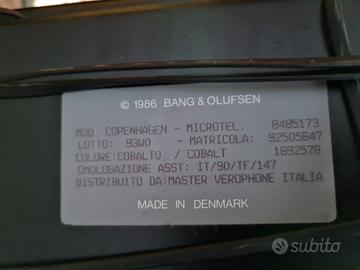 © 1986 BANG & OLUFSEN
MOD. COPENHAGEN - MICROTEL. 8485173
LOTTO: 93W0 - MATRICOLA: 92505647
COLORE:COBALTO / COBALT 1692578
OMOLOGAZIONE ASST: IT/90/TF/147
DISTRIBUITO DA:MASTER VEROPHONE ITALIA
MADE IN DENMARK
subito